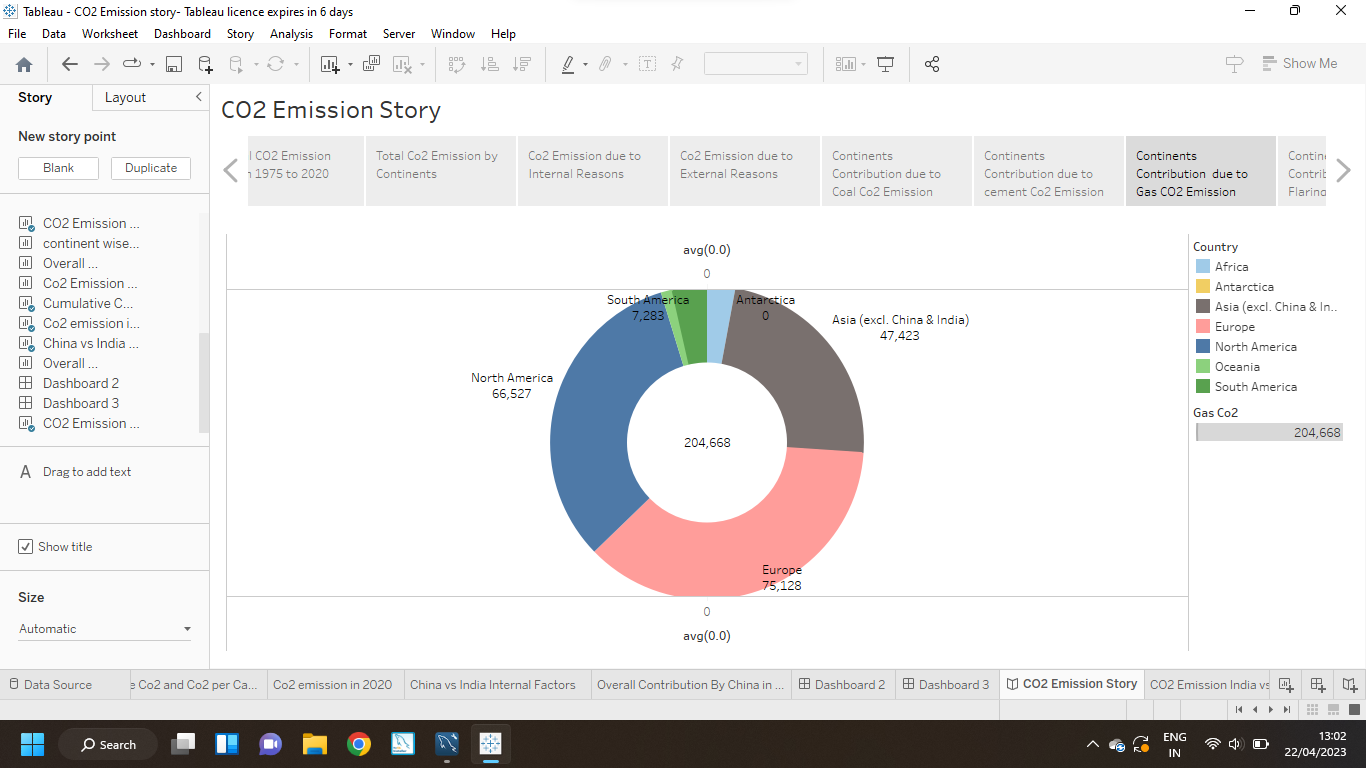 Tableau - CO2 Emission story- Tableau licence expires in 6 days
File Data Worksheet Dashboard Story Analysis Format Server Window Help
Show Me
Story Layout
New story point
Blank Duplicate
CO2 Emission ...
continent wise...
Overall ...
Co2 Emission ...
Cumulative C...
Co2 emission i...
China vs India ...
Overall ...
Dashboard 2
Dashboard 3
CO2 Emission ...
A Drag to add text
Show title
Size
Automatic
CO2 Emission Story
l CO2 Emission
n 1975 to 2020
Total Co2 Emission by
Continents
Co2 Emission due to
Internal Reasons
Co2 Emission due to
External Reasons
Continents
Contribution due to
Coal Co2 Emission
Continents
Contribution due to
cement Co2 Emission
Continents
Contribution due to
Gas CO2 Emission
Contin
Contrib
Flaring
avg(0.0)
0
South America
7,283
Antarctica
0
Asia (excl. China & India)
47,423
North America
66,527
204,668
Europe
75,128
0
avg(0.0)
Country
Africa
Antarctica
Asia (excl. China & In..
Europe
North America
Oceania
South America
Gas Co2
204,668
Data Source
e Co2 and Co2 per Ca...
Co2 emission in 2020
China vs India Internal Factors
Overall Contribution By China in ...
Dashboard 2
Dashboard 3
CO2 Emission Story
CO2 Emission India vs
Search
ENG
IN
13:02
22/04/2023